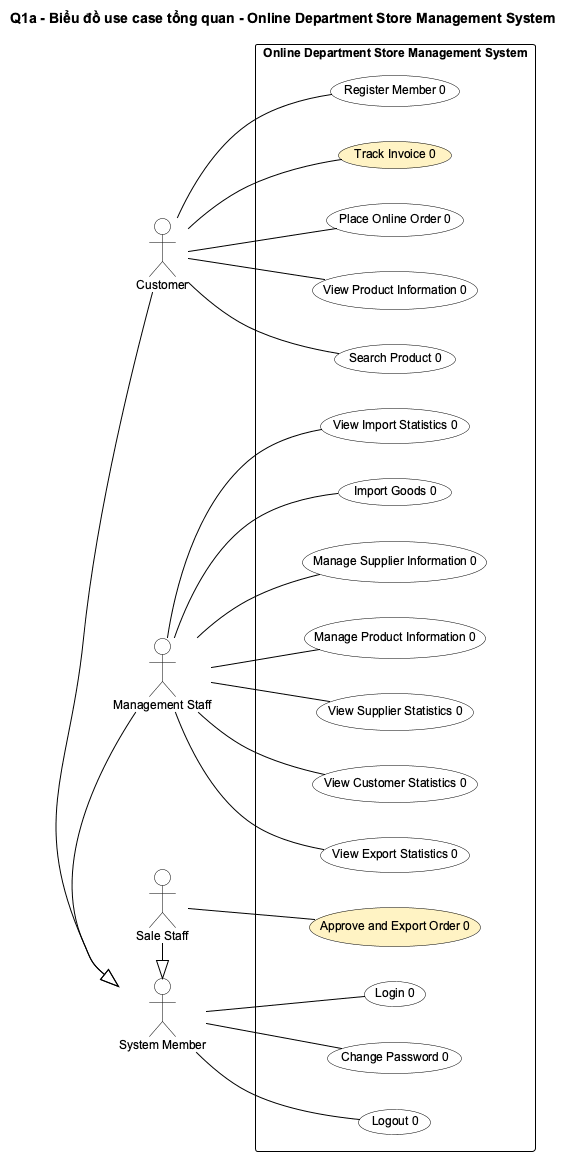 Q1a - Biểu đồ use case tổng quan - Online Department Store Management System
Online Department Store Management System
Register Member 0
Track Invoice 0
Place Online Order 0
View Product Information 0
Customer
Search Product 0
View Import Statistics 0
Import Goods 0
Manage Supplier Information 0
Manage Product Information 0
Management Staff
View Supplier Statistics 0
View Customer Statistics 0
View Export Statistics 0
Approve and Export Order 0
Sale Staff
Login 0
System Member
Change Password 0
Logout 0